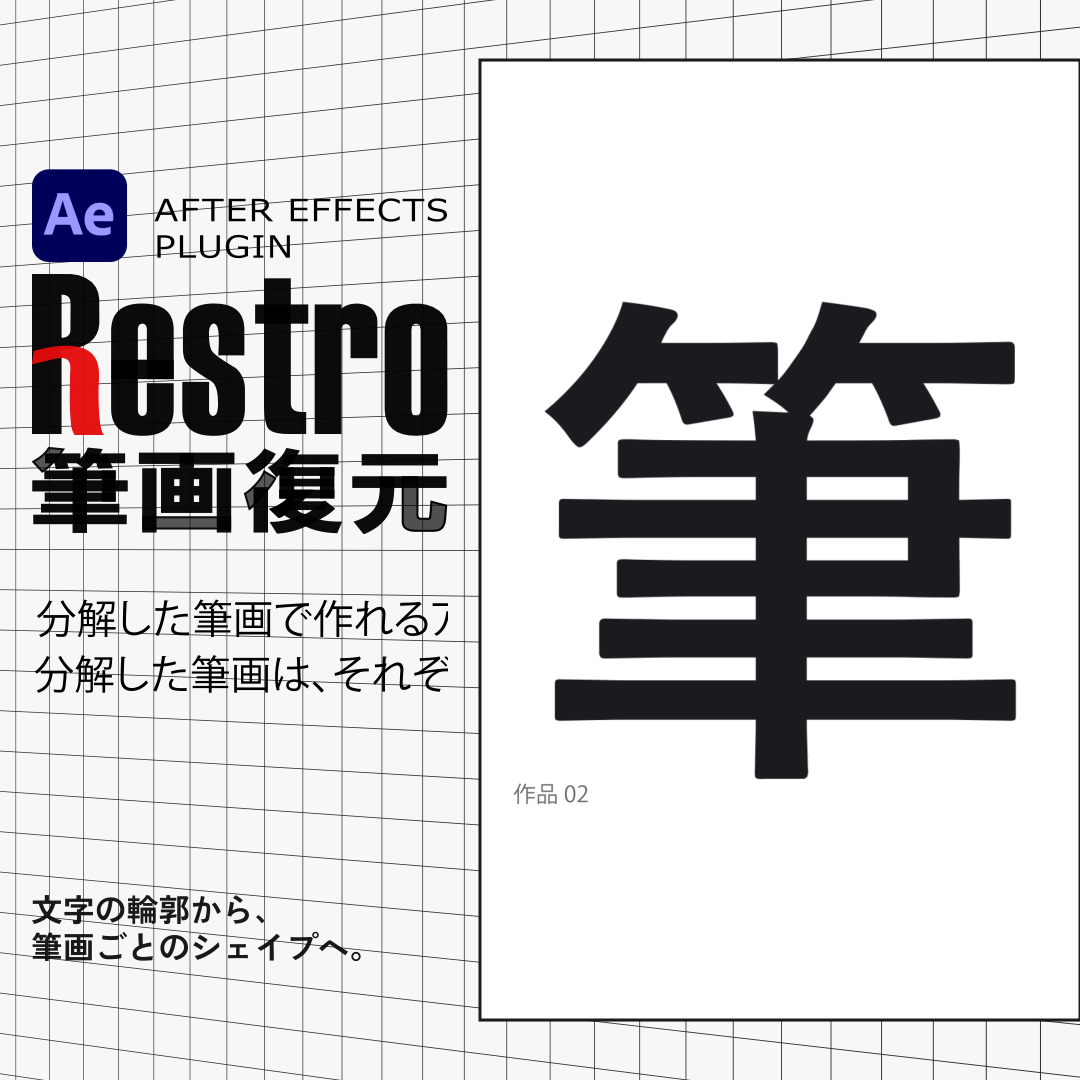 Ae
AFTER EFFECTS
PLUGIN
Restro
筆画復元
分解した筆画で作れる
分解した筆画は、それぞ
文字の輪郭から、
筆画ごとのシェイプへ。
筆
作品 02